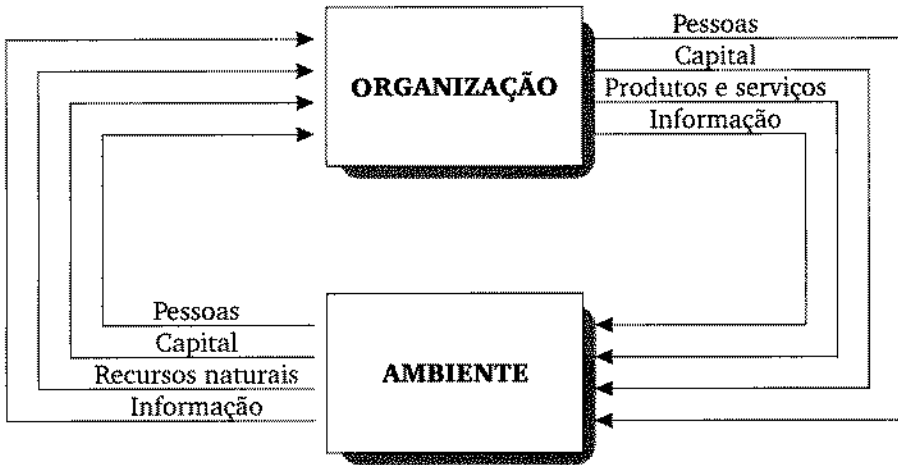 Pessoas
Capital
ORGANIZAÇÃO
Produtos e serviços
Informação
Pessoas
Capital
Recursos naturais
Informação
AMBIENTE